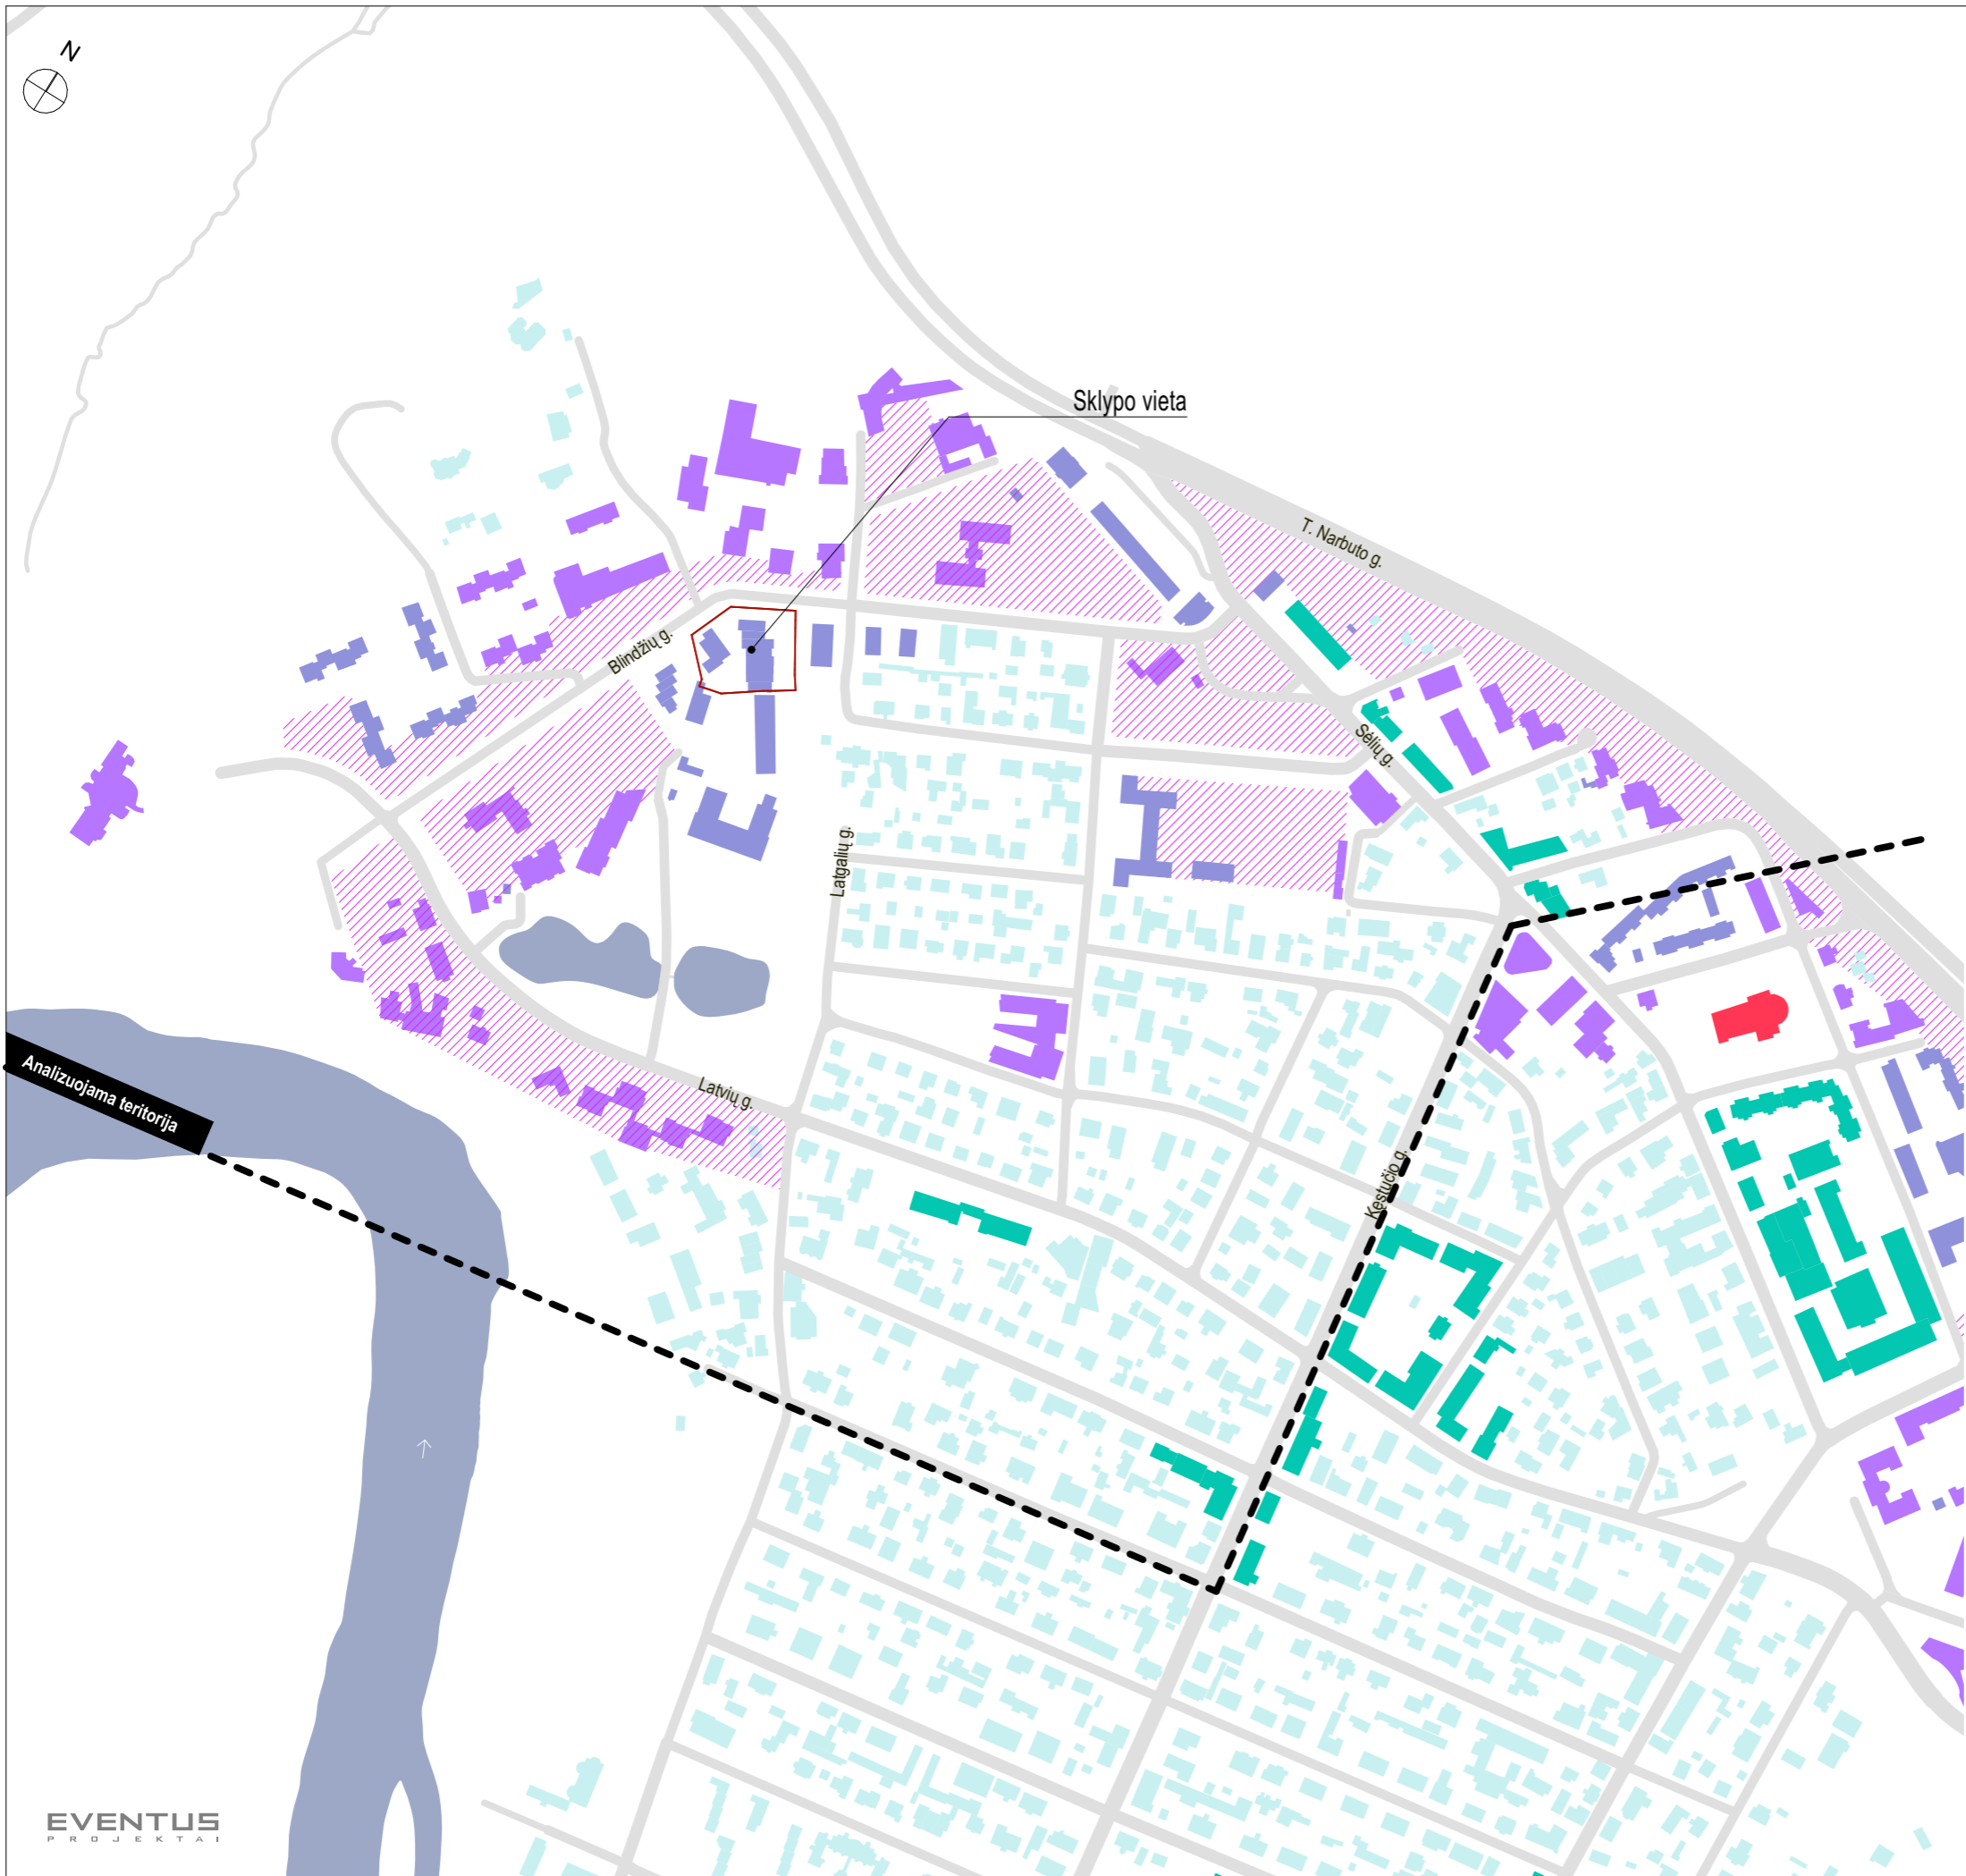 N
Sklypo vieta
T. Narbuto g.
Blindžių g.
Sėlių g.
Latgalių g.
Analizuojama teritorija
Latvių g.
Kęstučio g.
EVENTUS
PROJEKTAI